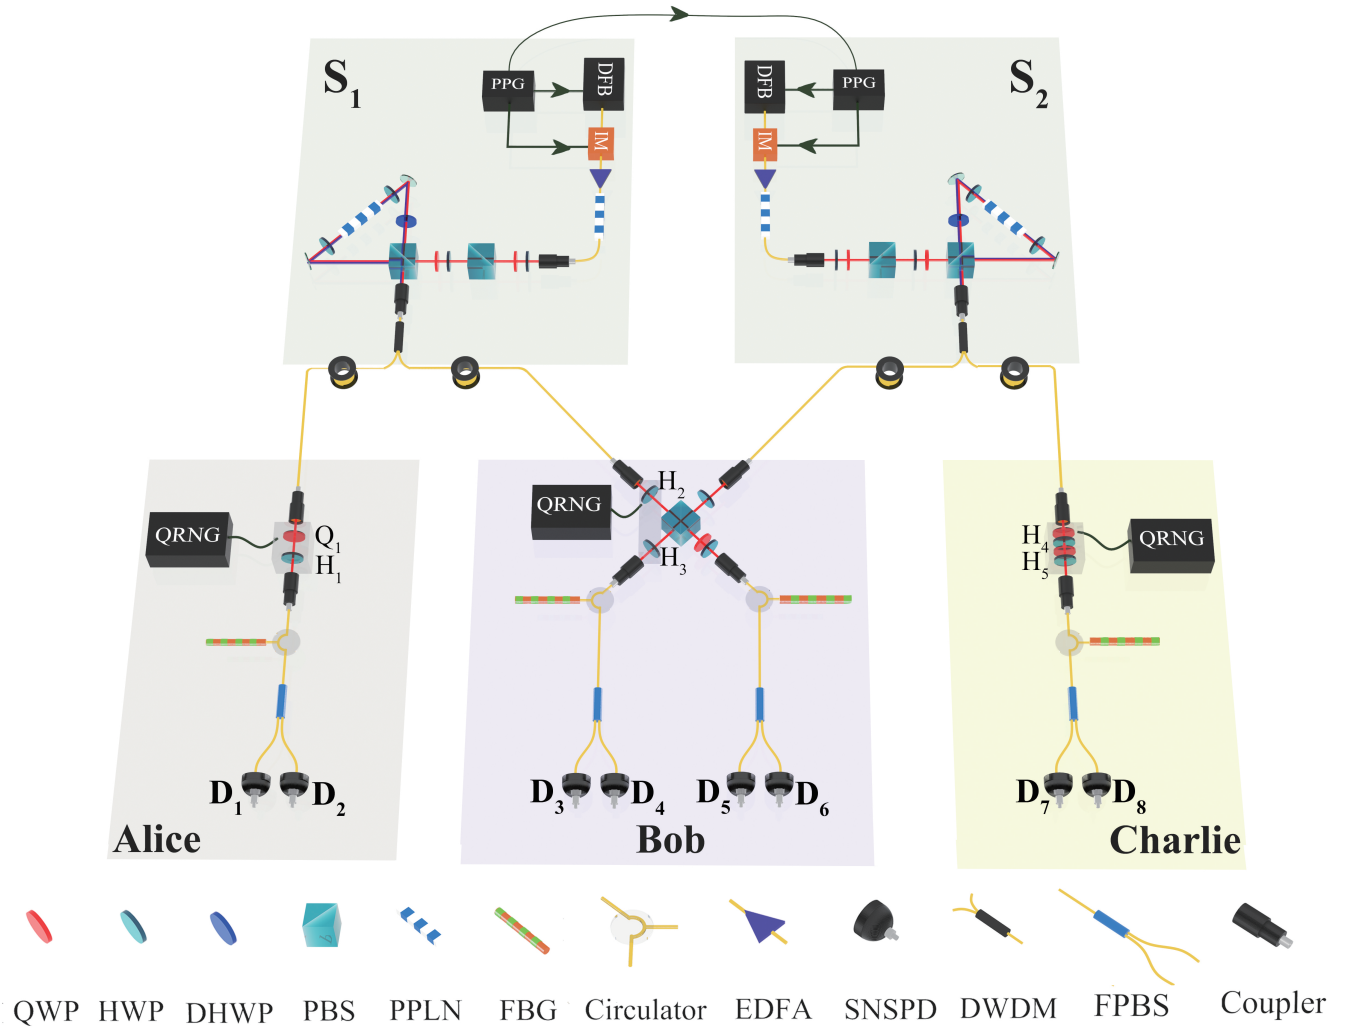 S1
PPG
DFB
IM
DFB
PPG
IM
S2
QRNG
Q1
H1
D1
D2
Alice
QRNG
H2
H3
D3
D4
D5
D6
Bob
H4
H5
QRNG
D7
D8
Charlie
QWP HWP DHWP PBS PPLN FBG Circulator EDFA SNSPD DWDM FPBS Coupler